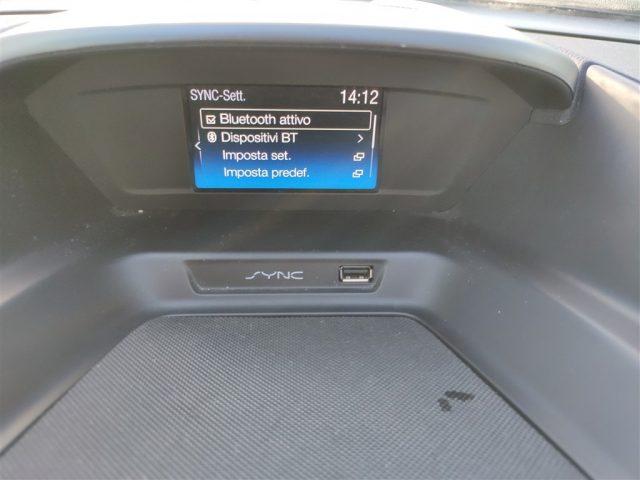 SYNC-Sett. 14:12
Bluetooth attivo
Dispositivi BT
Imposta set.
Imposta predef.
SYNC